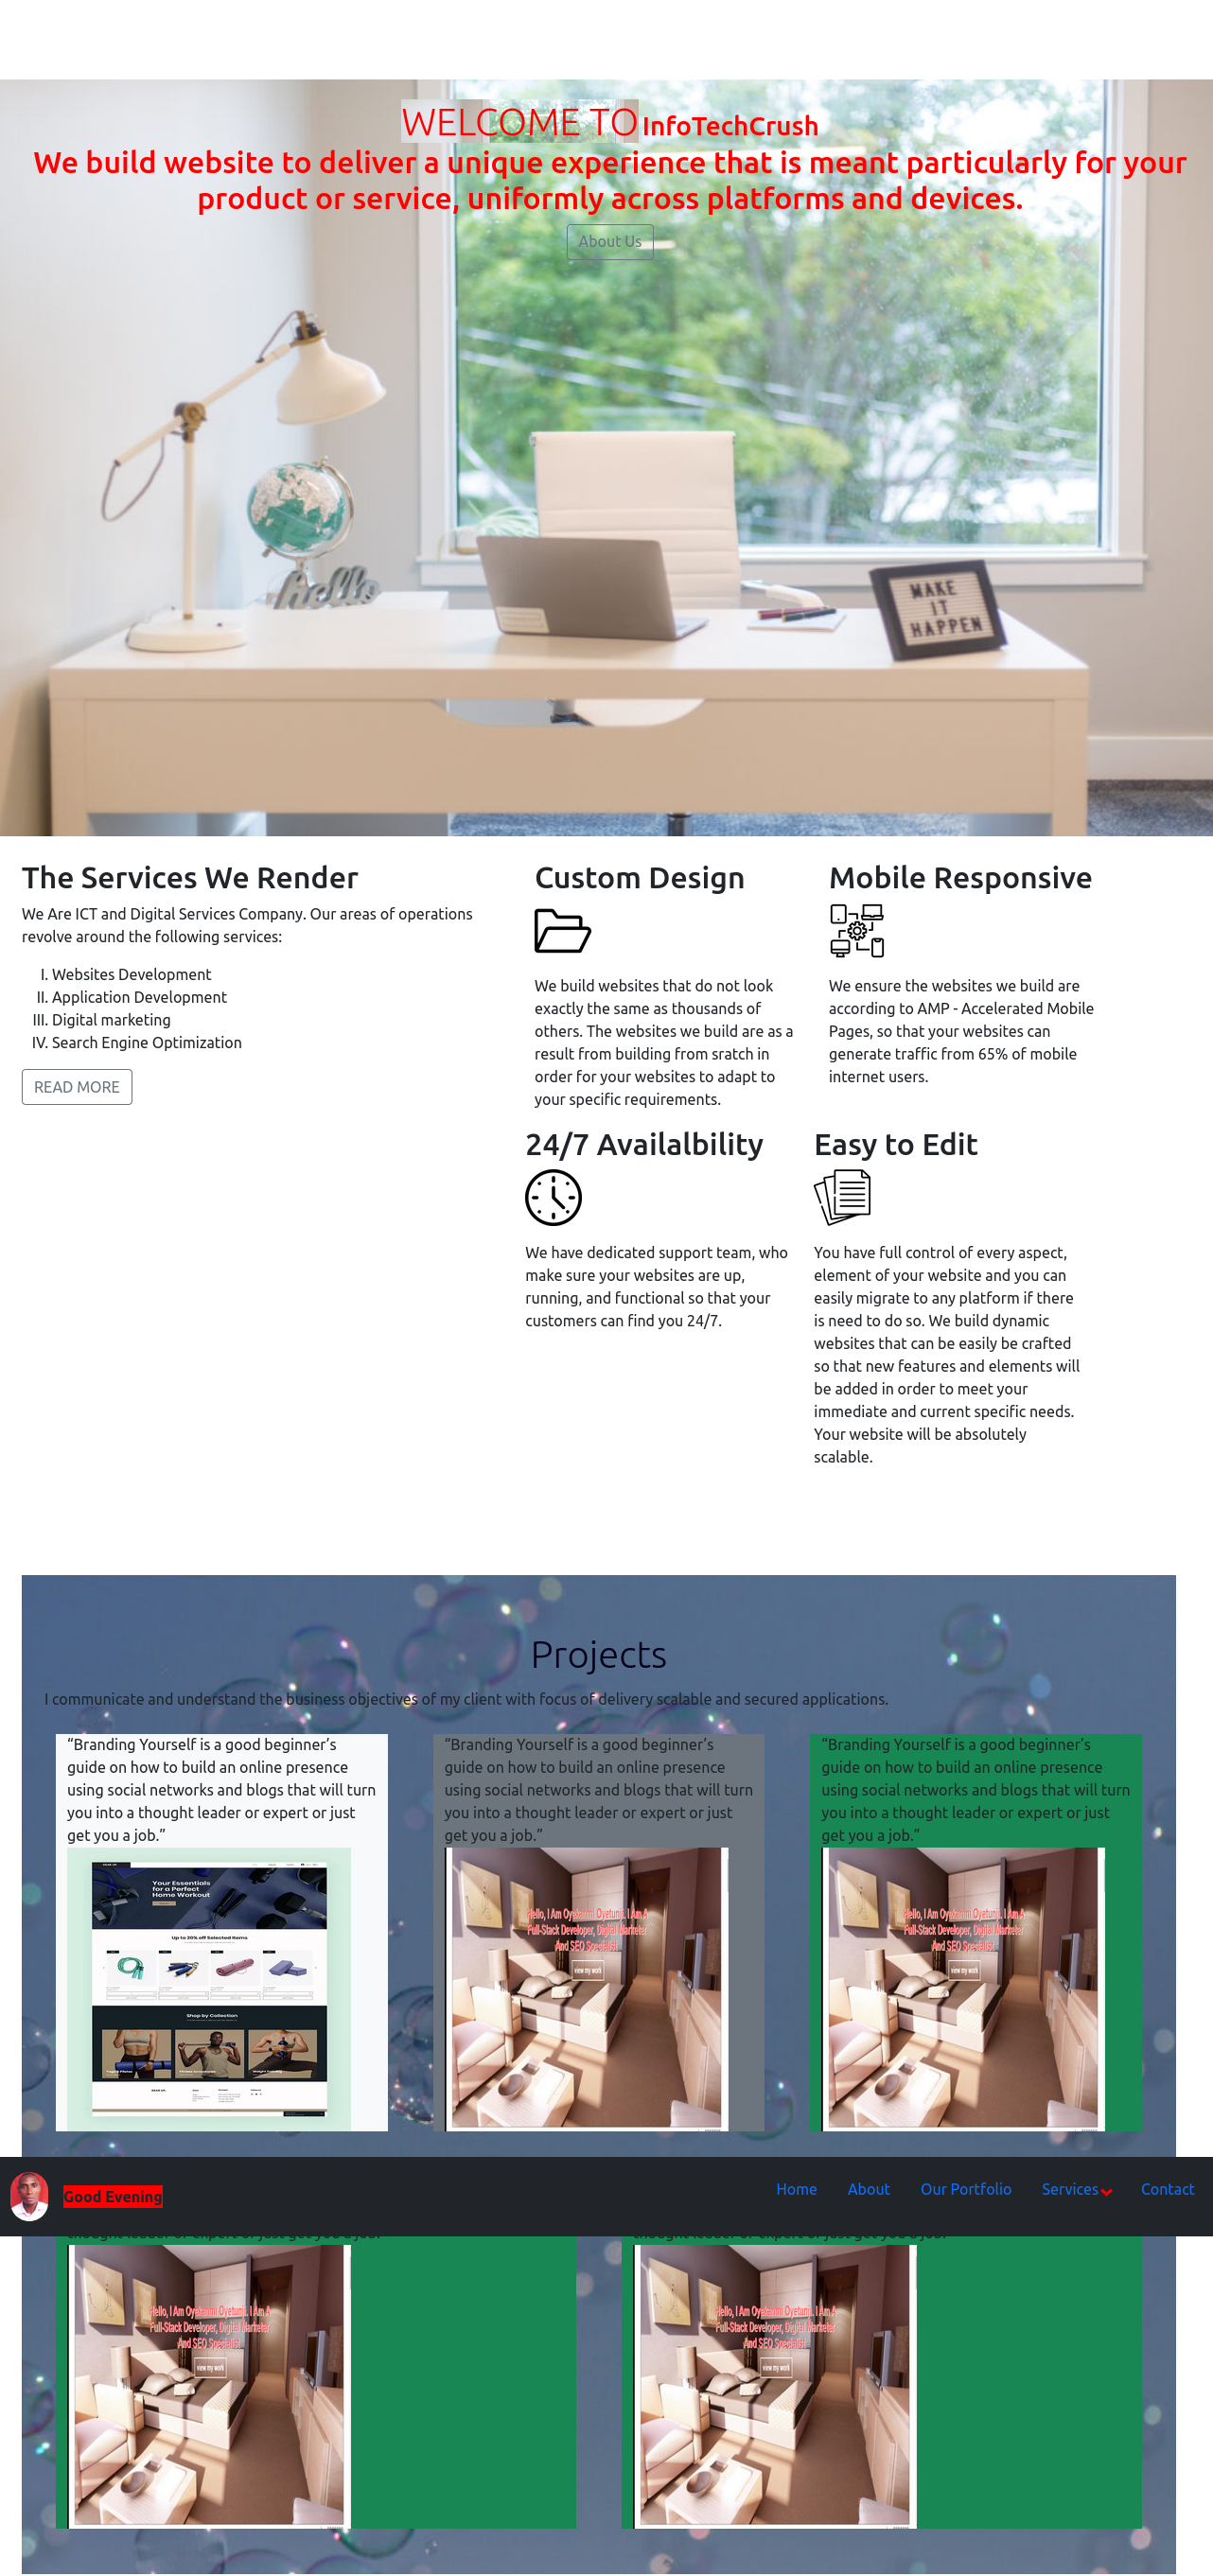 WELCOME TO InfoTechCrush
We build website to deliver a unique experience that is meant particularly for your
product or service, uniformly across platforms and devices.
About Us
hello
MAKE
IT
HAPPEN
The Services We Render
We Are ICT and Digital Services Company. Our areas of operations
revolve around the following services:
I. Websites Development
II. Application Development
III. Digital marketing
IV. Search Engine Optimization
READ MORE
Custom Design
We build websites that do not look
exactly the same as thousands of
others. The websites we build are as a
result from building from sratch in
order for your websites to adapt to
your specific requirements.
Mobile Responsive
We ensure the websites we build are
according to AMP - Accelerated Mobile
Pages, so that your websites can
generate traffic from 65% of mobile
internet users.
24/7 Availalbility
We have dedicated support team, who
make sure your websites are up,
running, and functional so that your
customers can find you 24/7.
Easy to Edit
You have full control of every aspect,
element of your website and you can
easily migrate to any platform if there
is need to do so. We build dynamic
websites that can be easily be crafted
so that new features and elements will
be added in order to meet your
immediate and current specific needs.
Your website will be absolutely
scalable.
Projects
I communicate and understand the business objectives of my client with focus of delivery scalable and secured applications.
“Branding Yourself is a good beginner’s
guide on how to build an online presence
using social networks and blogs that will turn
you into a thought leader or expert or just
get you a job.”
Your Essentials
for a Perfect
Home Workout
Up to 20% off Selected Items
Shop by Collection
“Branding Yourself is a good beginner’s
guide on how to build an online presence
using social networks and blogs that will turn
you into a thought leader or expert or just
get you a job.”
Hello, I Am Oyekanmi Oyetunji. I Am A
Full-Stack Developer, Digital Marketer
And SEO Specialist
view my work
“Branding Yourself is a good beginner’s
guide on how to build an online presence
using social networks and blogs that will turn
you into a thought leader or expert or just
get you a job.”
Hello, I Am Oyekanmi Oyetunji. I Am A
Full-Stack Developer, Digital Marketer
And SEO Specialist
view my work
Good Evening
Home About Our Portfolio Services Contact
thought leader or expert or just get you a job.”
Hello, I Am Oyekanmi Oyetunji. I Am A
Full-Stack Developer, Digital Marketer
And SEO Specialist
view my work
thought leader or expert or just get you a job.”
Hello, I Am Oyekanmi Oyetunji. I Am A
Full-Stack Developer, Digital Marketer
And SEO Specialist
view my work